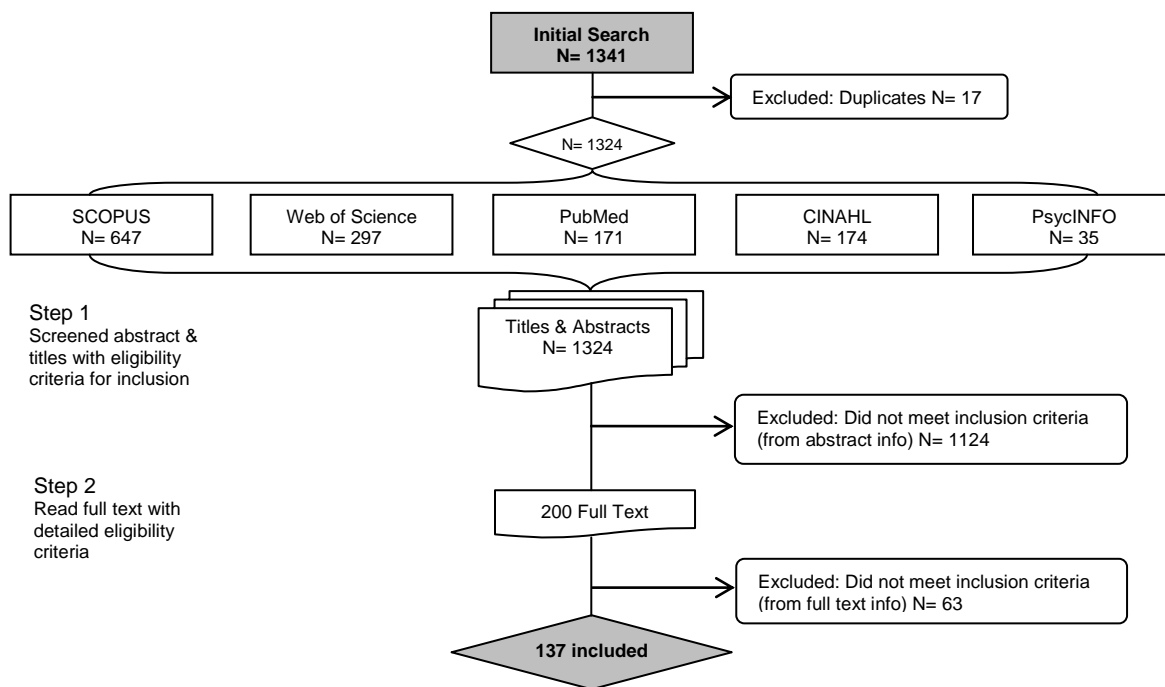 Initial Search
N= 1341
Excluded: Duplicates N= 17
N= 1324
SCOPUS
N= 647
Web of Science
N= 297
PubMed
N= 171
CINAHL
N= 174
PsycINFO
N= 35
Step 1
Screened abstract &
titles with eligibility
criteria for inclusion
Titles & Abstracts
N= 1324
Excluded: Did not meet inclusion criteria
(from abstract info) N= 1124
Step 2
Read full text with
detailed eligibility
criteria
200 Full Text
Excluded: Did not meet inclusion criteria
(from full text info) N= 63
137 included